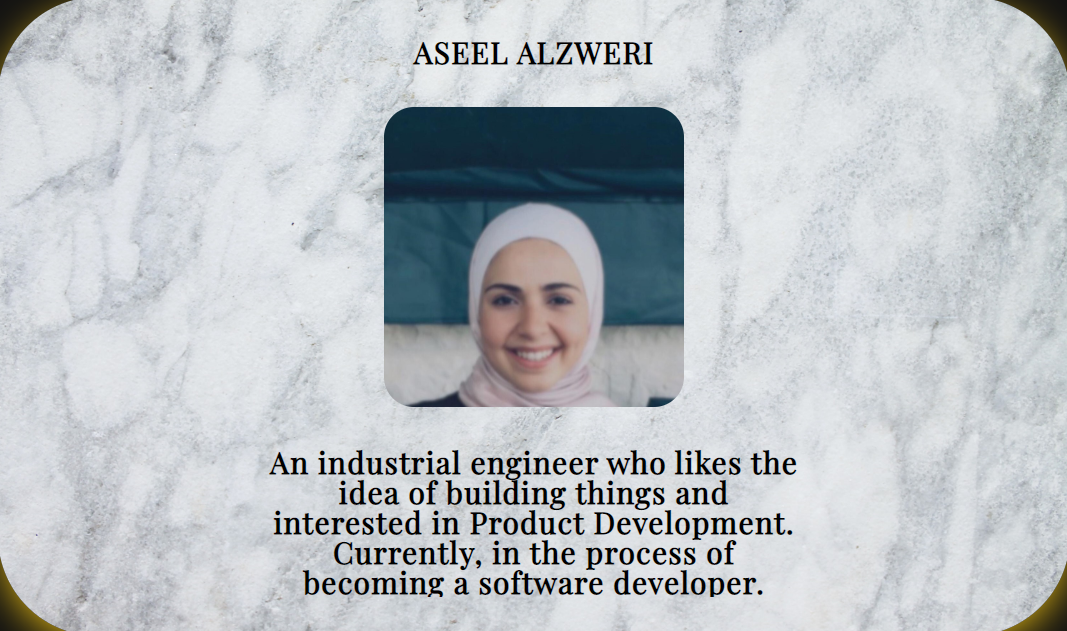 ASEEL ALZWERI
An industrial engineer who likes the
idea of building things and
interested in Product Development.
Currently, in the process of
becoming a software developer.